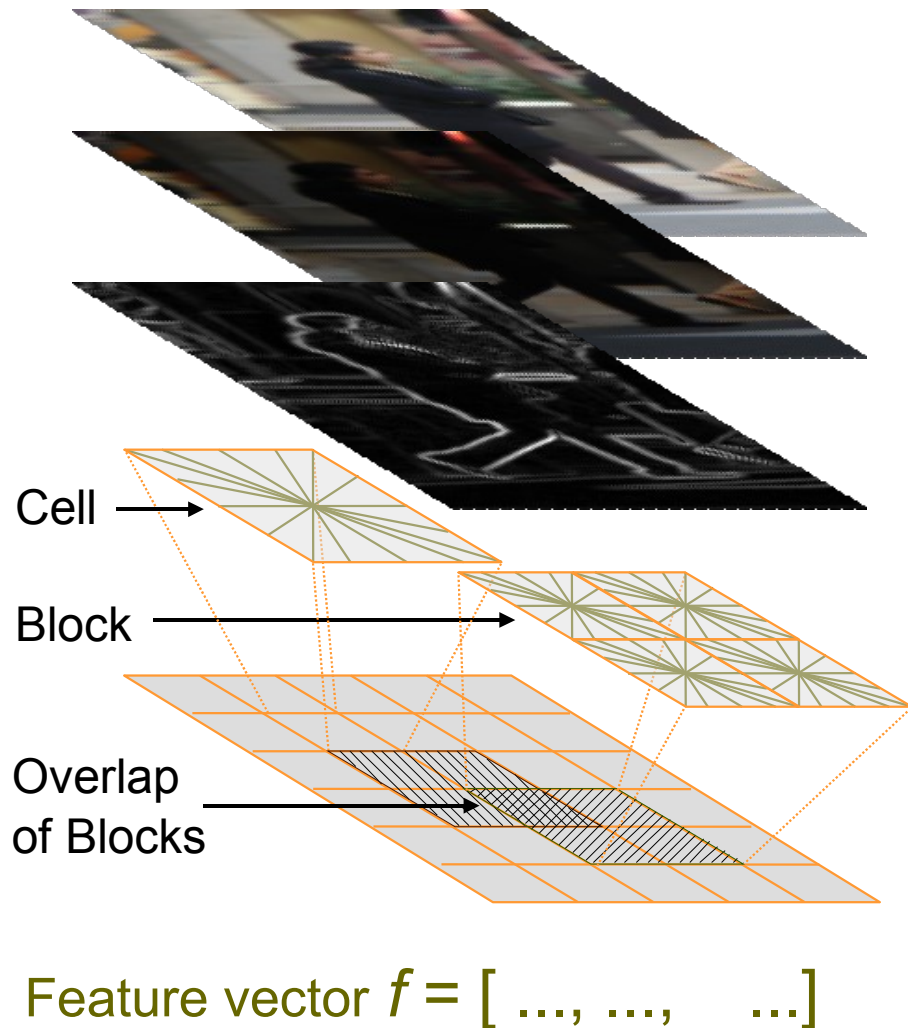 Cell
Block
Overlap
of Blocks
Feature vector f = [ ..., ..., ...]